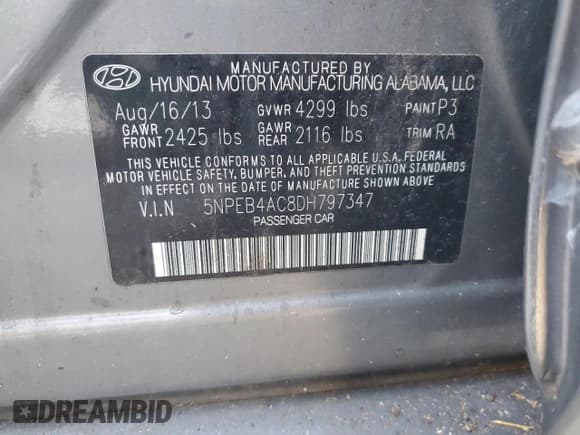 MANUFACTURED BY
HYUNDAI MOTOR MANUFACTURING ALABAMA, LLC
Aug/16/13 GVWR 4299 lbs PAINT P3
GAWR FRONT 2425 lbs GAWR REAR 2116 lbs TRIM RA
THIS VEHICLE CONFORMS TO ALL APPLICABLE U.S.A. FEDERAL
MOTOR VEHICLE SAFETY, BUMPER, AND THEFT PREVENTION STANDARDS
IN EFFECT ON THE DATE OF MANUFACTURE SHOWN ABOVE.
V.I.N 5NPEB4AC8DH797347
PASSENGER CAR
DREAMBID